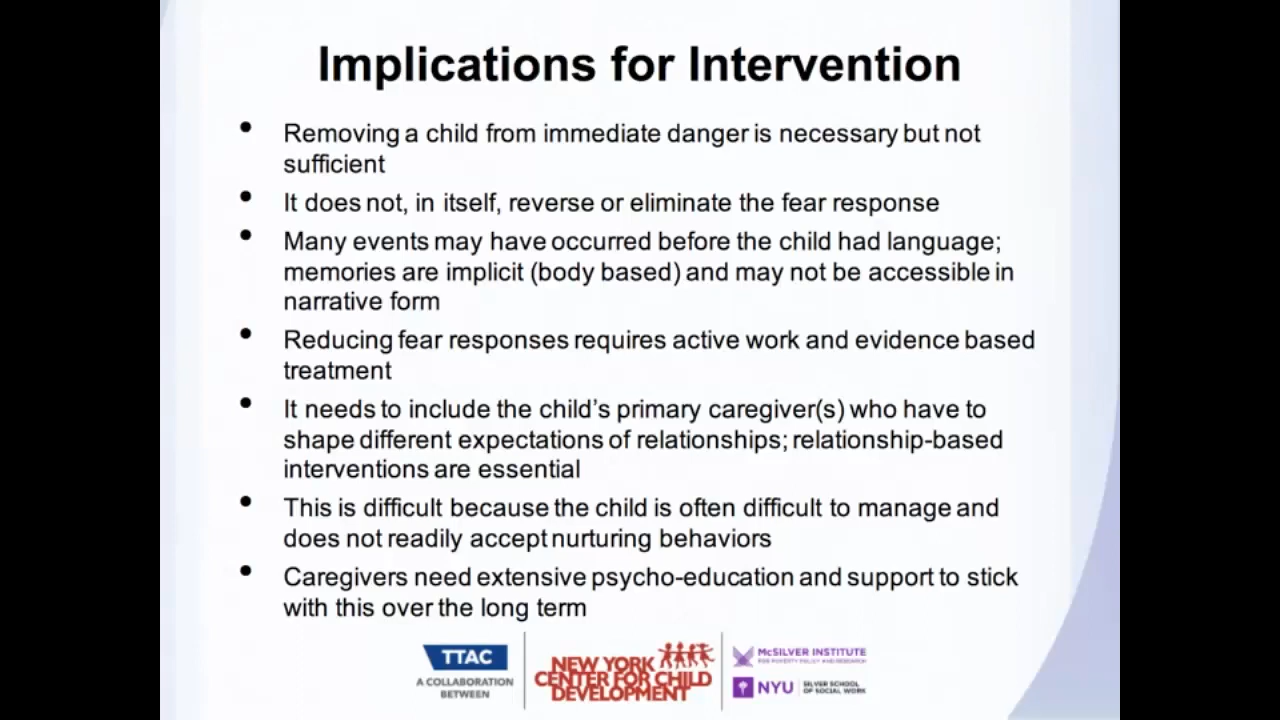 Implications for Intervention
• Removing a child from immediate danger is necessary but not
sufficient
• It does not, in itself, reverse or eliminate the fear response
• Many events may have occurred before the child had language;
memories are implicit (body based) and may not be accessible in
narrative form
• Reducing fear responses requires active work and evidence based
treatment
• It needs to include the child’s primary caregiver(s) who have to
shape different expectations of relationships; relationship-based
interventions are essential
• This is difficult because the child is often difficult to manage and
does not readily accept nurturing behaviors
• Caregivers need extensive psycho-education and support to stick
with this over the long term
TTAC
A COLLABORATION
BETWEEN
NEW YORK
CENTER FOR CHILD
DEVELOPMENT
McSILVER INSTITUTE
FOR POVERTY POLICY AND RESEARCH
NYU
SILVER SCHOOL
OF SOCIAL WORK